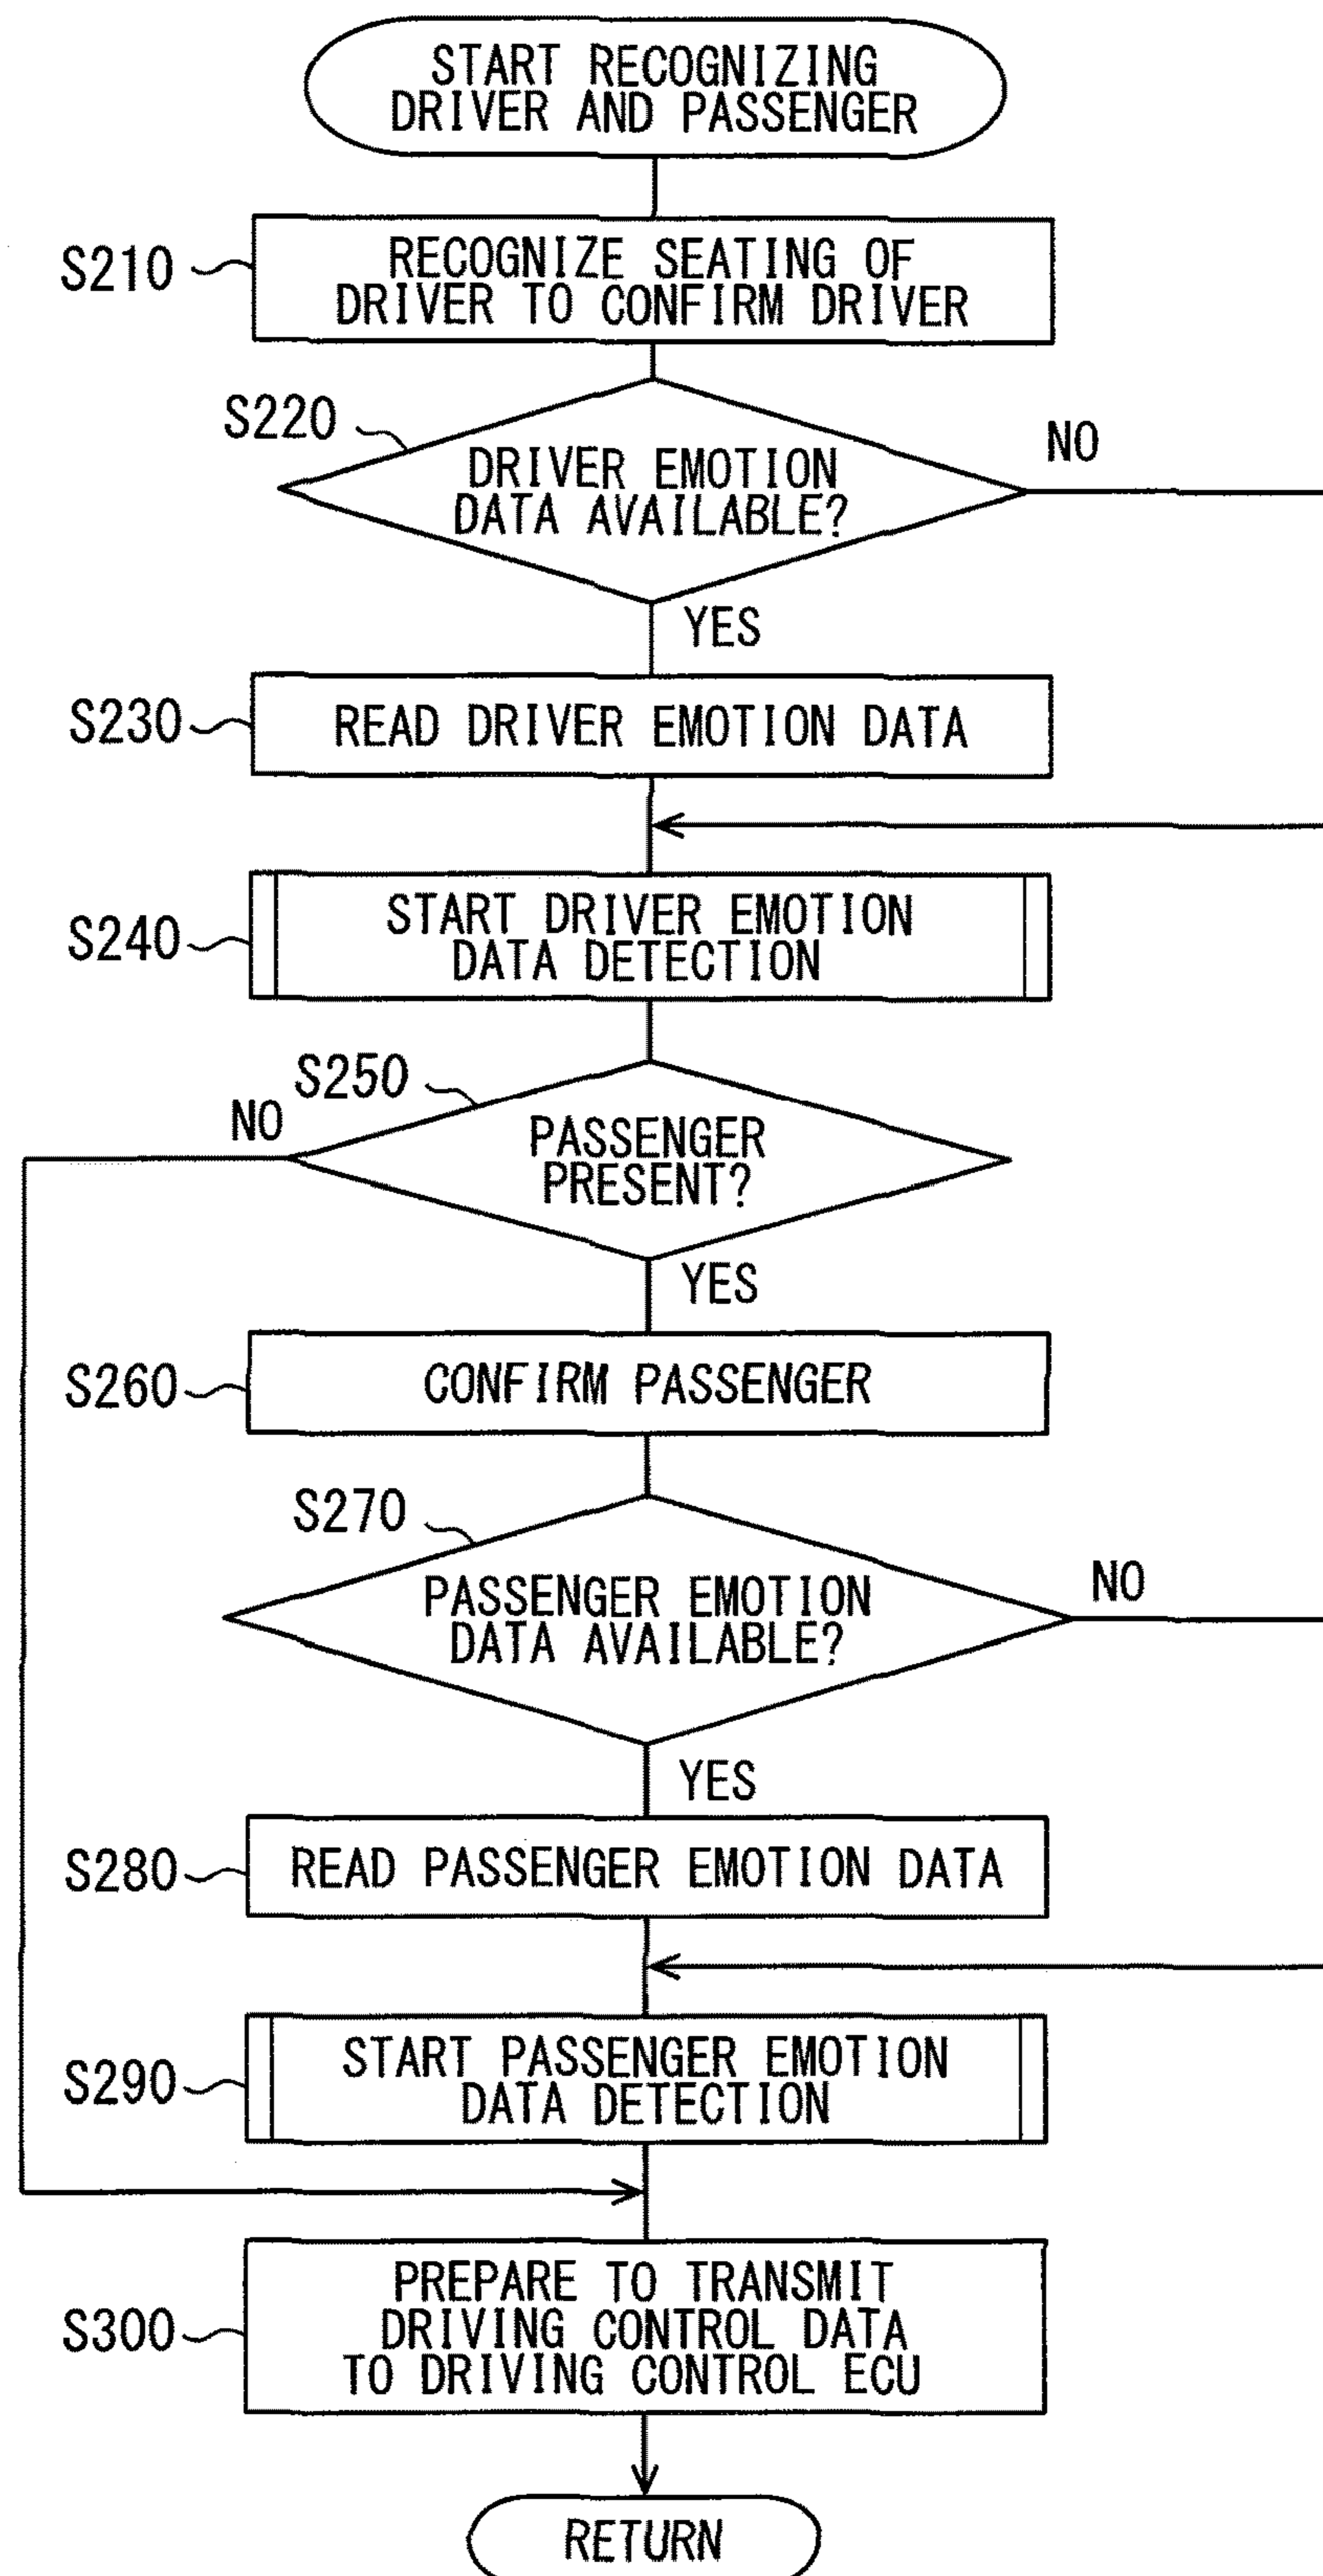 START RECOGNIZING
DRIVER AND PASSENGER
S210
RECOGNIZE SEATING OF
DRIVER TO CONFIRM DRIVER
S220
DRIVER EMOTION
DATA AVAILABLE?
NO
YES
S230
READ DRIVER EMOTION DATA
S240
START DRIVER EMOTION
DATA DETECTION
S250
NO
PASSENGER
PRESENT?
YES
S260
CONFIRM PASSENGER
S270
PASSENGER EMOTION
DATA AVAILABLE?
NO
YES
S280
READ PASSENGER EMOTION DATA
S290
START PASSENGER EMOTION
DATA DETECTION
S300
PREPARE TO TRANSMIT
DRIVING CONTROL DATA
TO DRIVING CONTROL ECU
RETURN